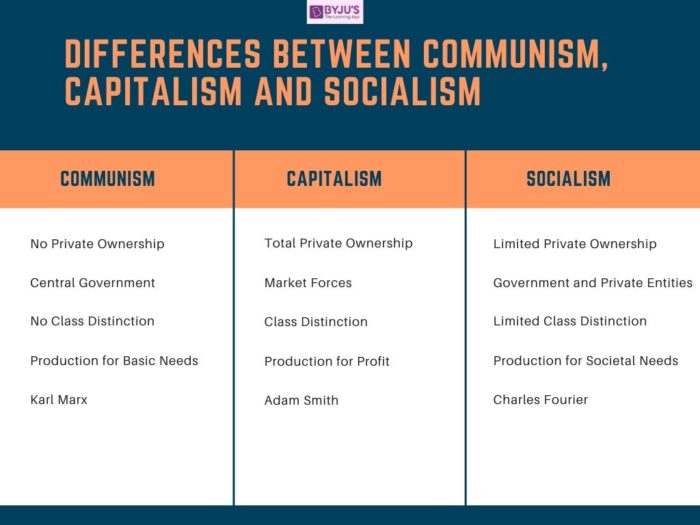 BYJU'S
The Learning App
DIFFERENCES BETWEEN COMMUNISM,
CAPITALISM AND SOCIALISM
COMMUNISM
CAPITALISM
SOCIALISM
No Private Ownership
Total Private Ownership
Limited Private Ownership
Central Government
Market Forces
Government and Private Entities
No Class Distinction
Class Distinction
Limited Class Distinction
Production for Basic Needs
Production for Profit
Production for Societal Needs
Karl Marx
Adam Smith
Charles Fourier